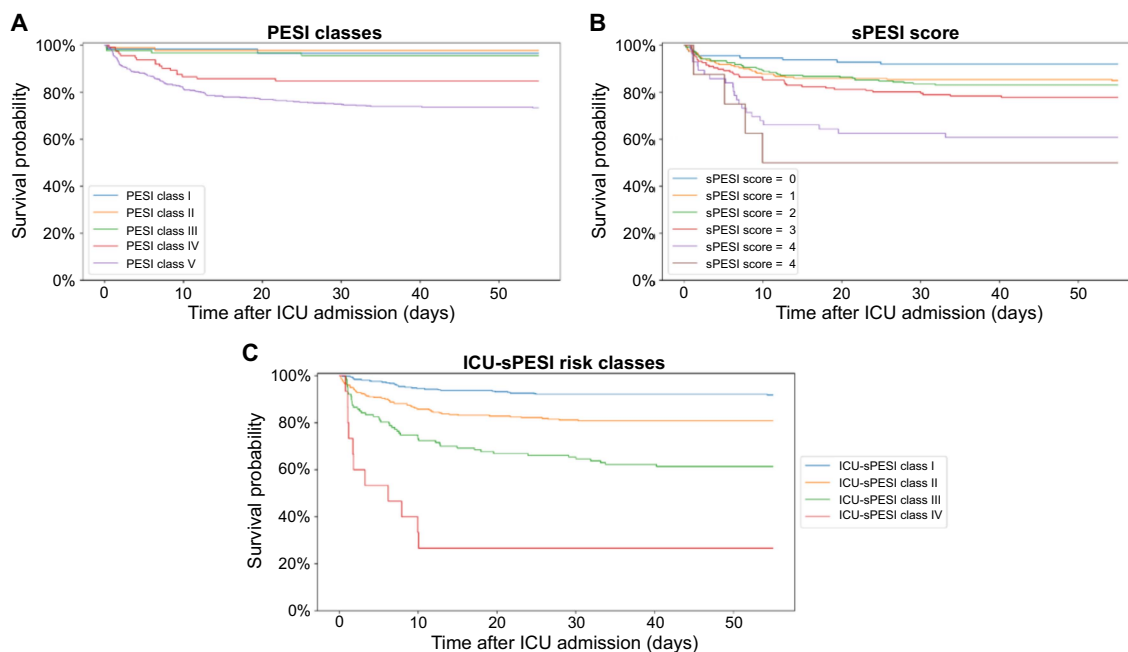 A
PESI classes
100%
80%
60%
40%
20%
0%
Survival probability
PESI class I
PESI class II
PESI class III
PESI class IV
PESI class V
0 10 20 30 40 50
Time after ICU admission (days)
B
sPESI score
100%
80%
60%
40%
20%
0%
Survival probability
sPESI score = 0
sPESI score = 1
sPESI score = 2
sPESI score = 3
sPESI score = 4
sPESI score = 4
0 10 20 30 40 50
Time after ICU admission (days)
C
ICU-sPESI risk classes
100%
80%
60%
40%
20%
0%
Survival probability
ICU-sPESI class I
ICU-sPESI class II
ICU-sPESI class III
ICU-sPESI class IV
0 10 20 30 40 50
Time after ICU admission (days)